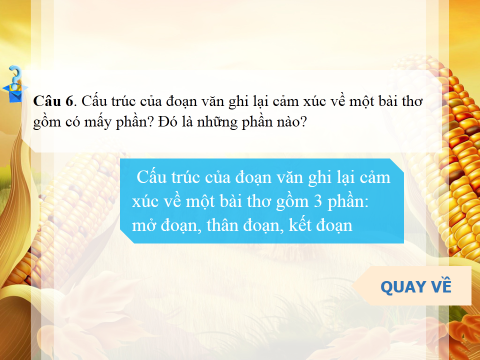 Câu 6. Cấu trúc của đoạn văn ghi lại cảm xúc về một bài thơ
gồm có mấy phần? Đó là những phần nào?
Cấu trúc của đoạn văn ghi lại cảm
xúc về một bài thơ gồm 3 phần:
mở đoạn, thân đoạn, kết đoạn
QUAY VỀ